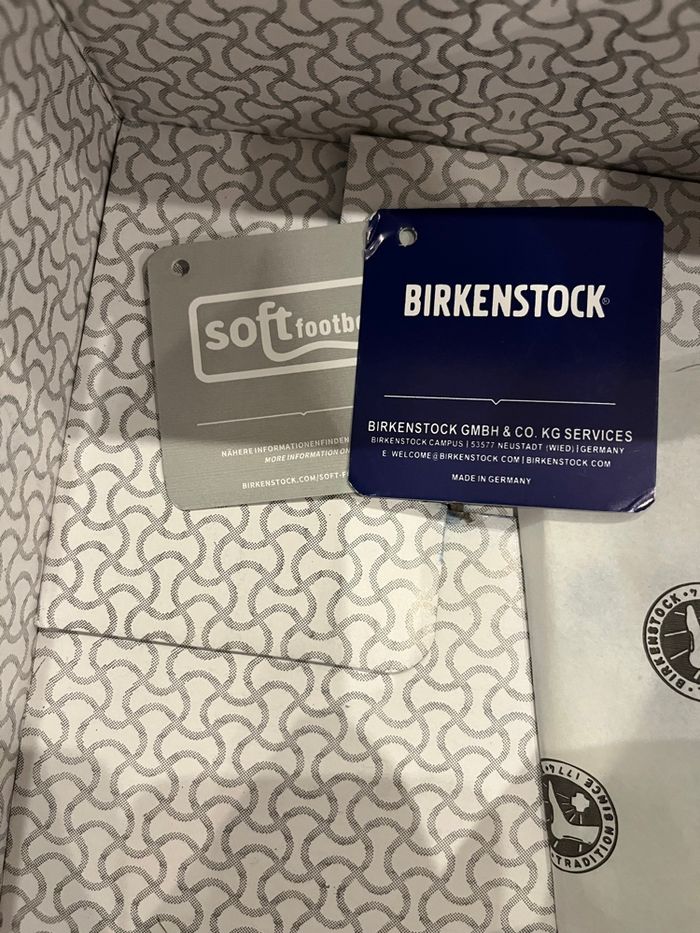 BIRKENSTOCK®
BIRKENSTOCK GMBH & CO. KG SERVICES
BIRKENSTOCK CAMPUS | 53577 NEUSTADT (WIED) | GERMANY
E: WELCOME@BIRKENSTOCK.COM | BIRKENSTOCK.COM
MADE IN GERMANY
soft footb
NÄHERE INFORMATIONENFINDEN
MORE INFORMATION ON
BIRKENSTOCK.COM/SOFT-F
BIRKENSTOCK
SINCE 1774
TRADITION